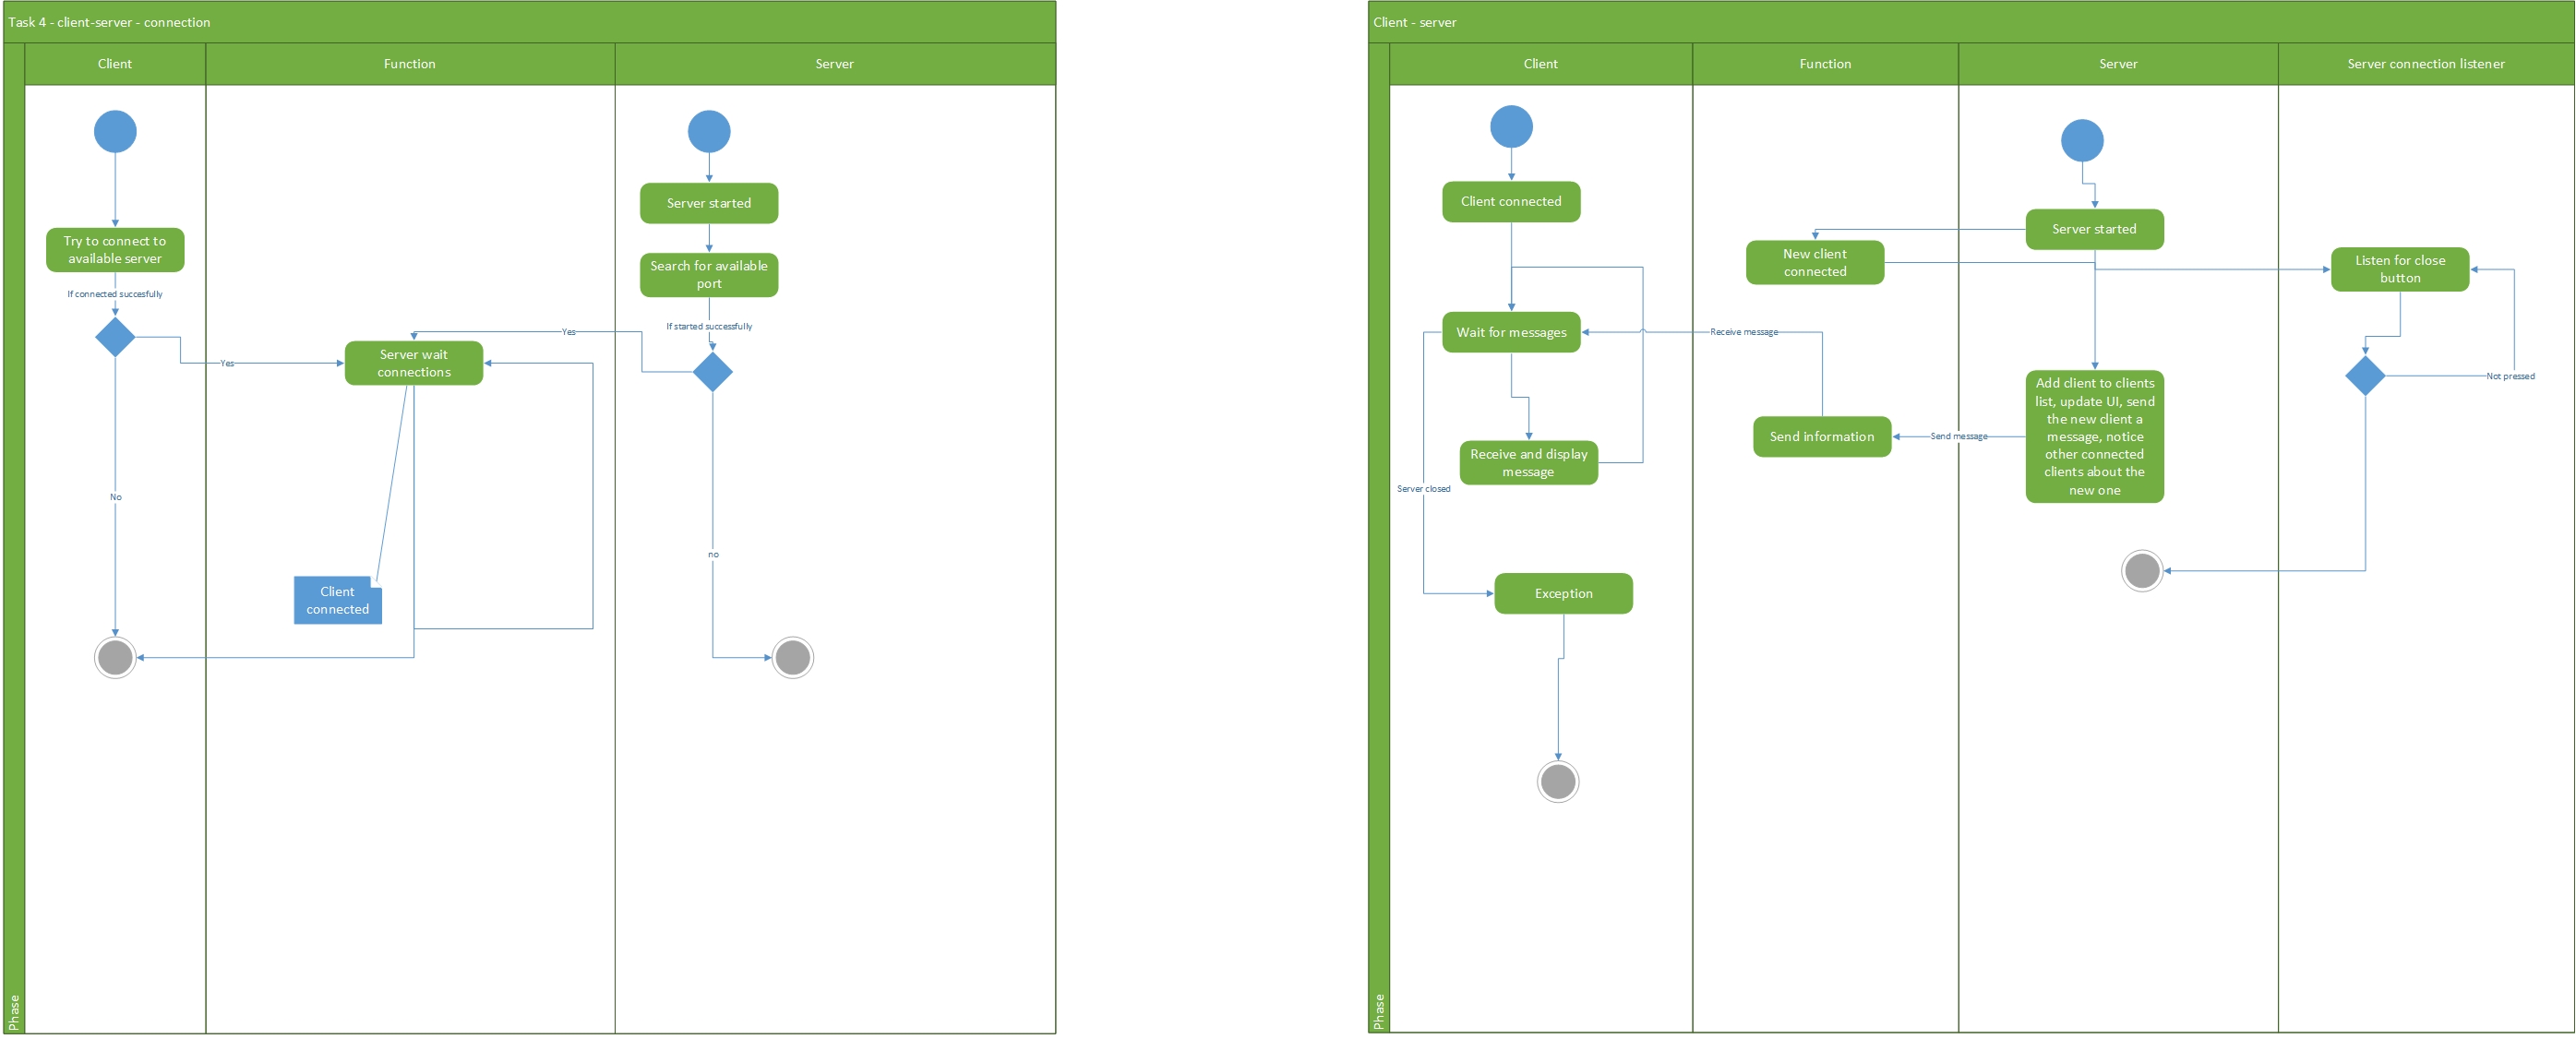 Task 4 - client-server - connection
Client
Function
Server
Server started
Try to connect to
available server
Search for available
port
If connected succesfully
If started successfully
Yes
Yes
Server wait
connections
No
no
Client
connected
Phase
Client - server
Client
Function
Server
Server connection listener
Client connected
Server started
New client
connected
Listen for close
button
Wait for messages
Receive message
Not pressed
Add client to clients
list, update UI, send
the new client a
message, notice
other connected
clients about the
new one
Send information
Send message
Receive and display
message
Server closed
Exception
Phase